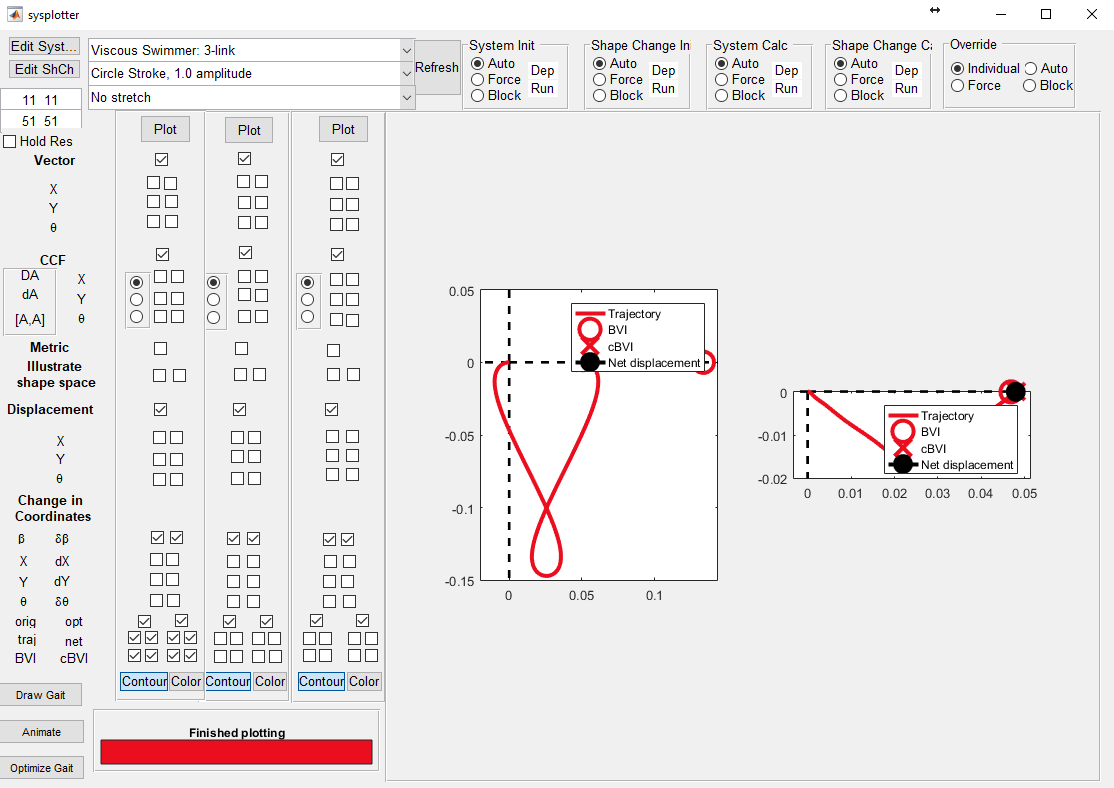 sysplotter
Edit Syst...
Edit ShCh
Viscous Swimmer: 3-link
Circle Stroke, 1.0 amplitude
No stretch
Refresh
System Init
Auto
Force
Block
Dep
Run
Shape Change Ini
Auto
Force
Block
Dep
Run
System Calc
Auto
Force
Block
Dep
Run
Shape Change Ca
Auto
Force
Block
Dep
Run
Override
Individual Auto
Force Block
11 11
51 51
Hold Res
Plot Plot Plot
Vector
X
Y
θ
CCF
DA
dA
[A,A]
X
Y
θ
Metric
Illustrate
shape space
Displacement
X
Y
θ
Change in
Coordinates
β δβ
X dX
Y dY
θ δθ
orig opt
traj net
BVI cBVI
Contour Color Contour Color Contour Color
Draw Gait
Animate
Optimize Gait
Finished plotting
0.05
0
-0.05
-0.1
-0.15
0 0.05 0.1
Trajectory
BVI
cBVI
Net displacement
0
-0.01
-0.02
0 0.01 0.02 0.03 0.04 0.05
Trajectory
BVI
cBVI
Net displacement